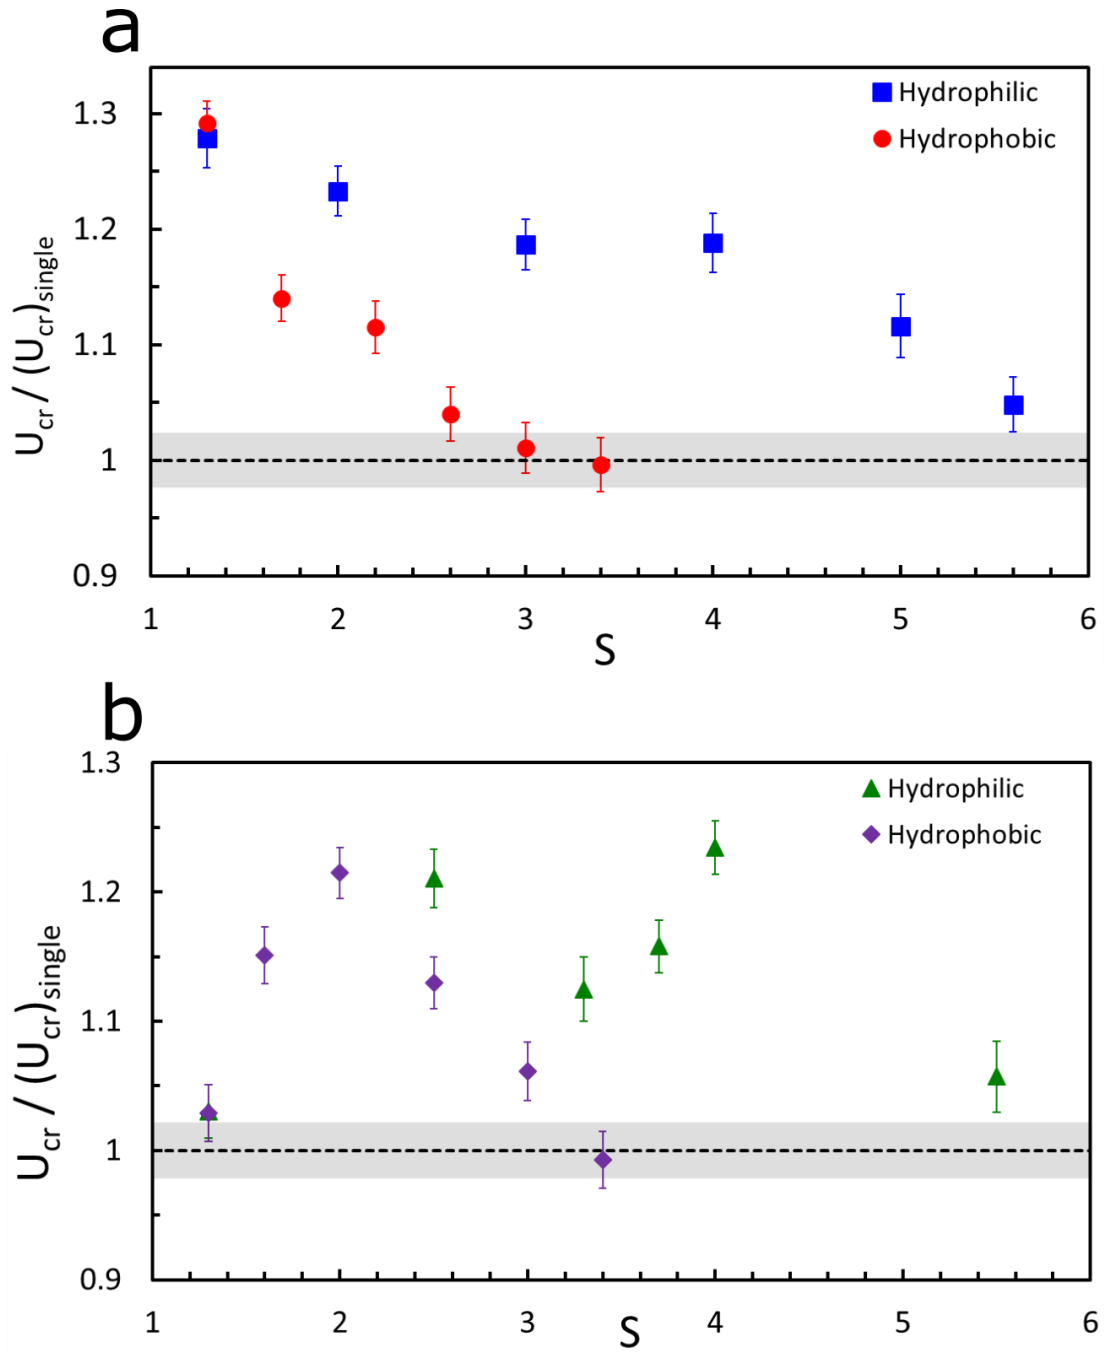 a
Hydrophilic
Hydrophobic
1.3
1.2
1.1
1
0.9
U_cr / (U_cr)_single
1 2 3 4 5 6
S
b
Hydrophilic
Hydrophobic
1.3
1.2
1.1
1
0.9
U_cr / (U_cr)_single
1 2 3 4 5 6
S